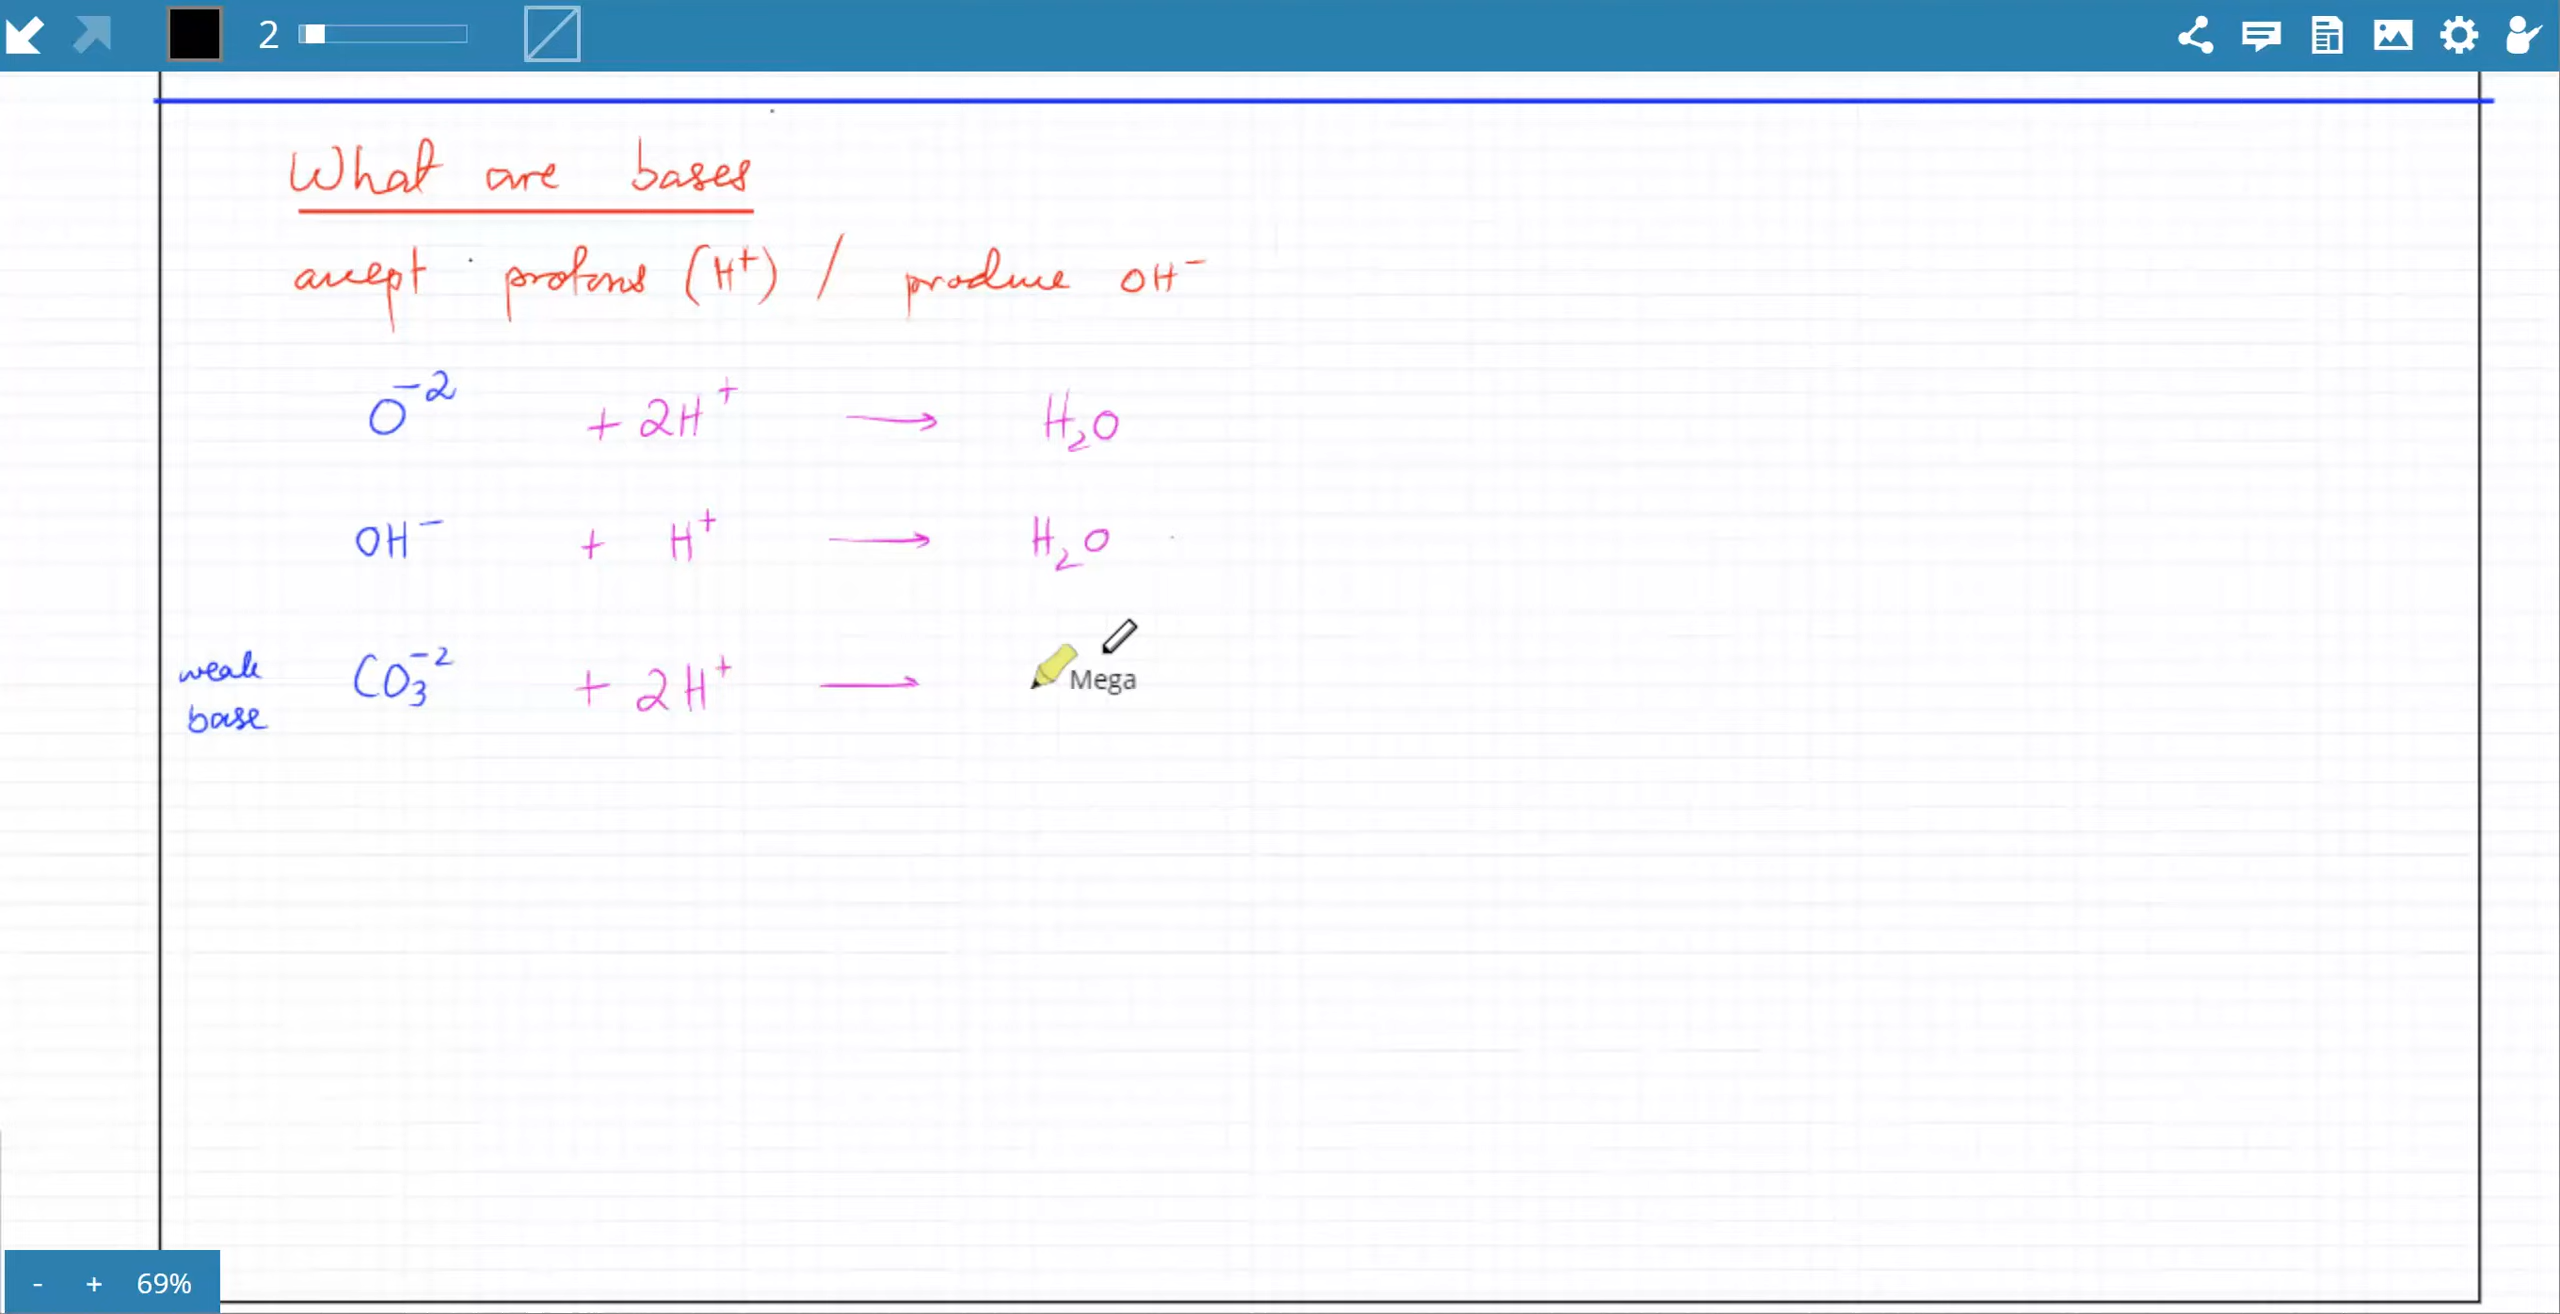 2
What are bases
accept protons (H⁺) / produce OH⁻
O⁻² + 2H⁺ → H₂O
OH⁻ + H⁺ → H₂O
weak base CO₃⁻² + 2H⁺ →
Mega
- + 69%